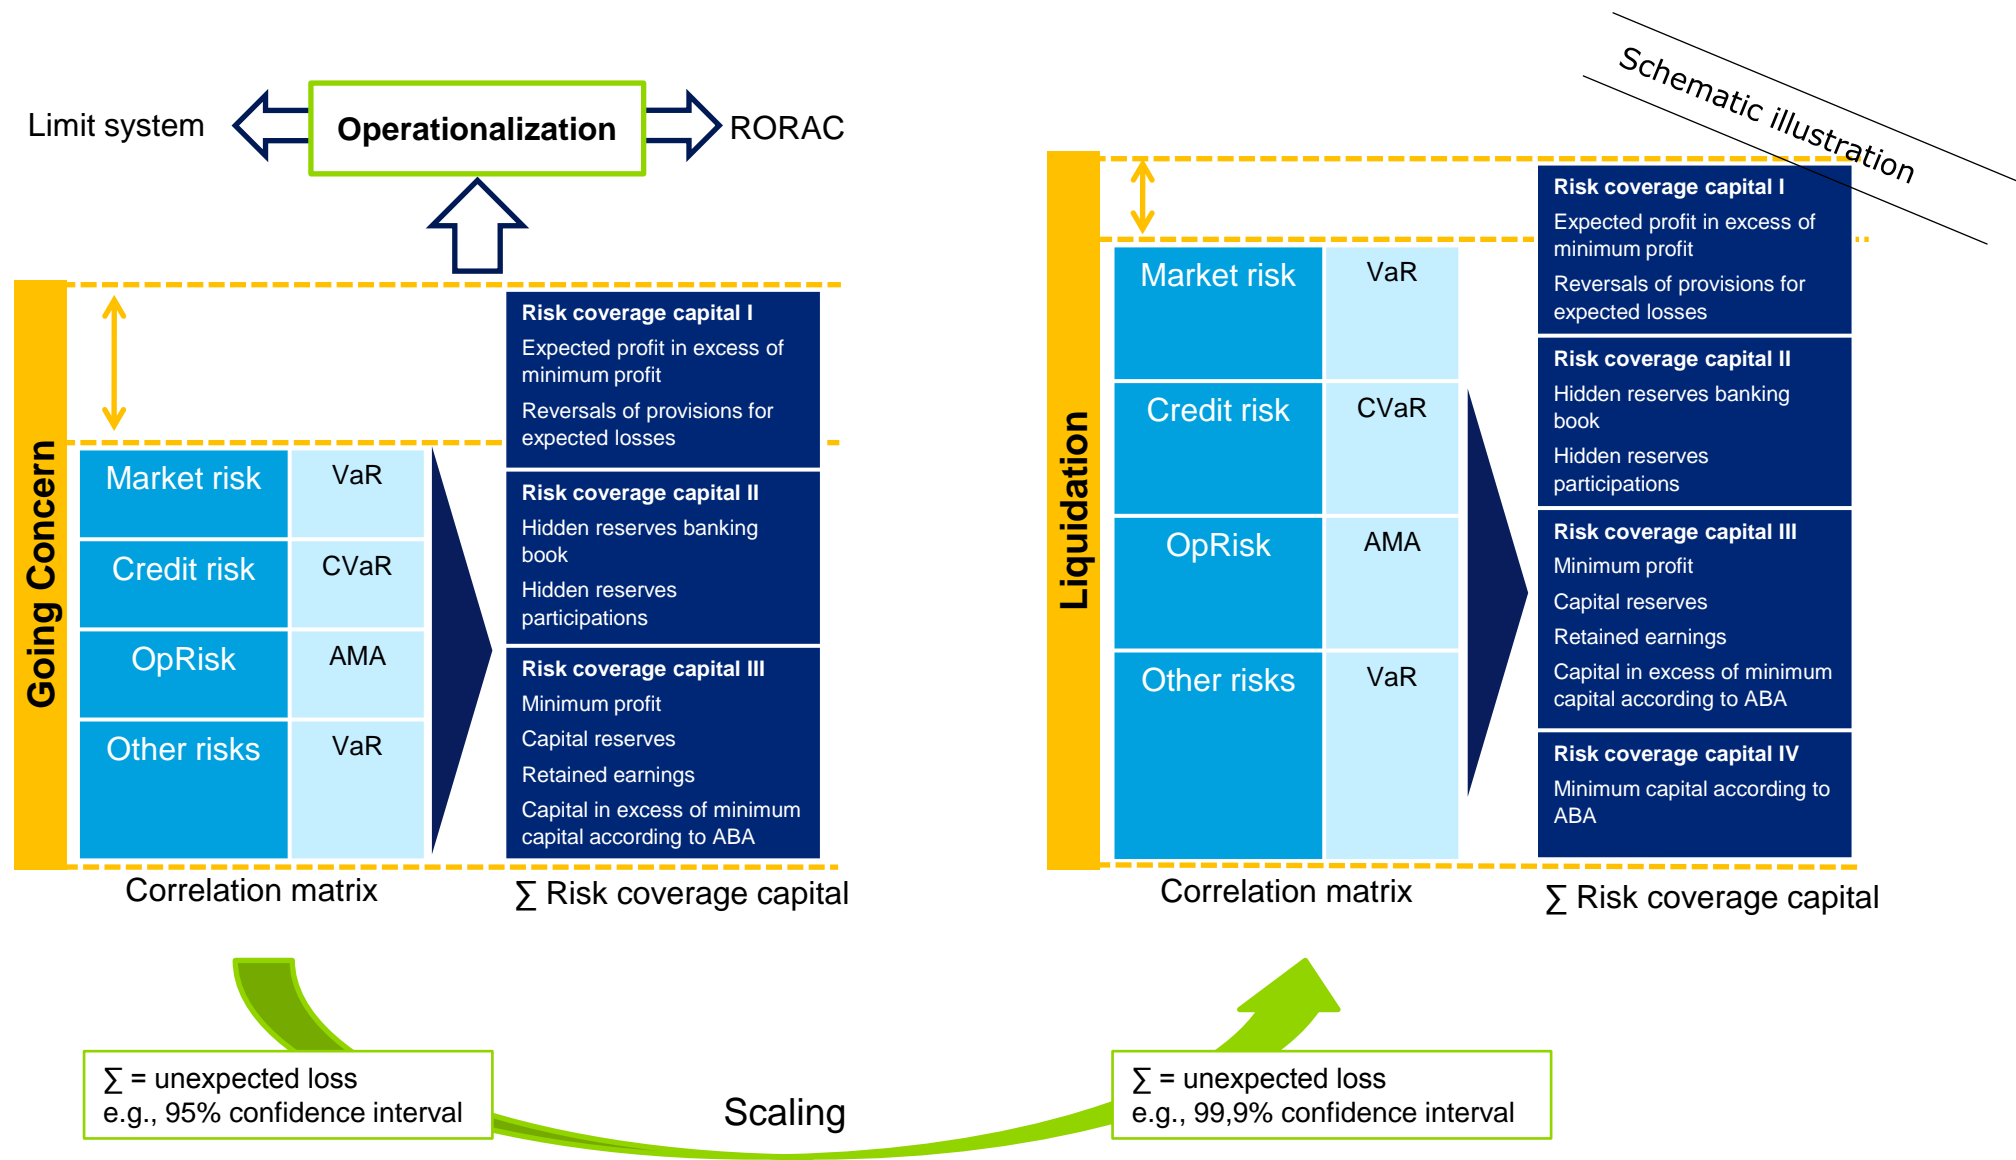 Schematic illustration
Limit system
Operationalization
RORAC
Going Concern
Market risk
VaR
Credit risk
CVaR
OpRisk
AMA
Other risks
VaR
Risk coverage capital I
Expected profit in excess of
minimum profit
Reversals of provisions for
expected losses
Risk coverage capital II
Hidden reserves banking
book
Hidden reserves
participations
Risk coverage capital III
Minimum profit
Capital reserves
Retained earnings
Capital in excess of minimum
capital according to ABA
Correlation matrix
∑ Risk coverage capital
Liquidation
Market risk
VaR
Credit risk
CVaR
OpRisk
AMA
Other risks
VaR
Risk coverage capital I
Expected profit in excess of
minimum profit
Reversals of provisions for
expected losses
Risk coverage capital II
Hidden reserves banking
book
Hidden reserves
participations
Risk coverage capital III
Minimum profit
Capital reserves
Retained earnings
Capital in excess of minimum
capital according to ABA
Risk coverage capital IV
Minimum capital according to
ABA
Correlation matrix
∑ Risk coverage capital
∑ = unexpected loss
e.g., 95% confidence interval
Scaling
∑ = unexpected loss
e.g., 99,9% confidence interval